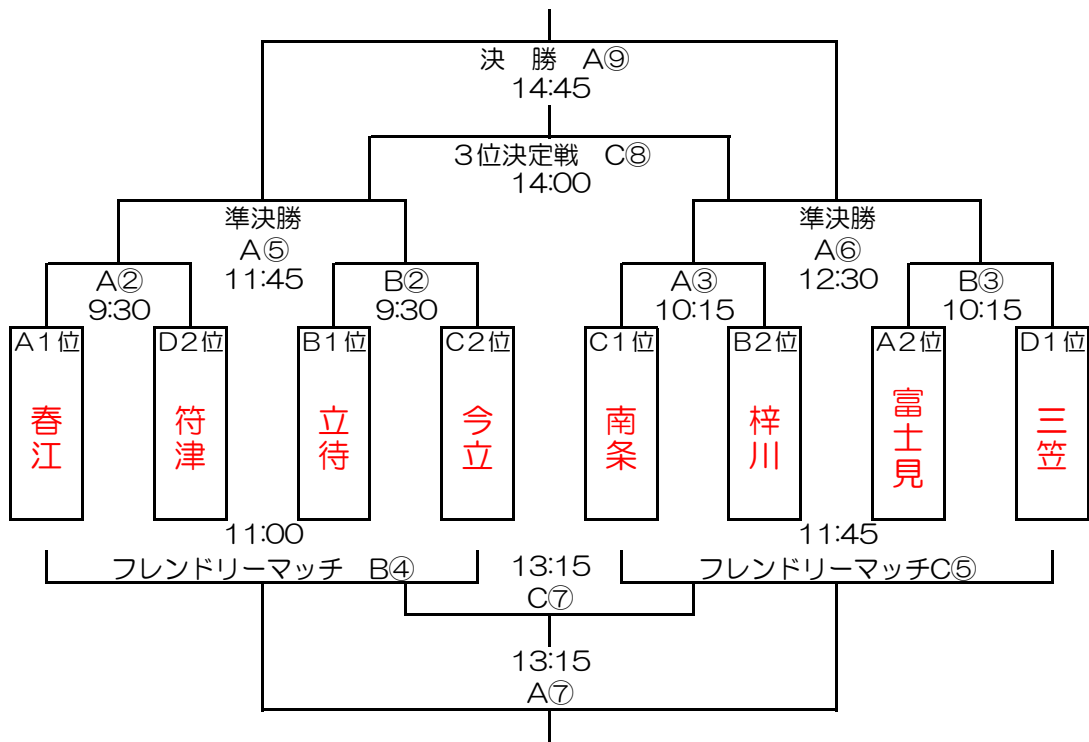 決　勝　A⑨
14:45
3位決定戦　C⑧
14:00
準決勝
A⑤
11:45
準決勝
A⑥
12:30
A②
9:30
B②
9:30
A③
10:15
B③
10:15
A1位
春江
D2位
符津
B1位
立待
C2位
今立
C1位
南条
B2位
梓川
A2位
富士見
D1位
三笠
11:00
フレンドリーマッチ　B④
11:45
フレンドリーマッチC⑤
13:15
C⑦
13:15
A⑦